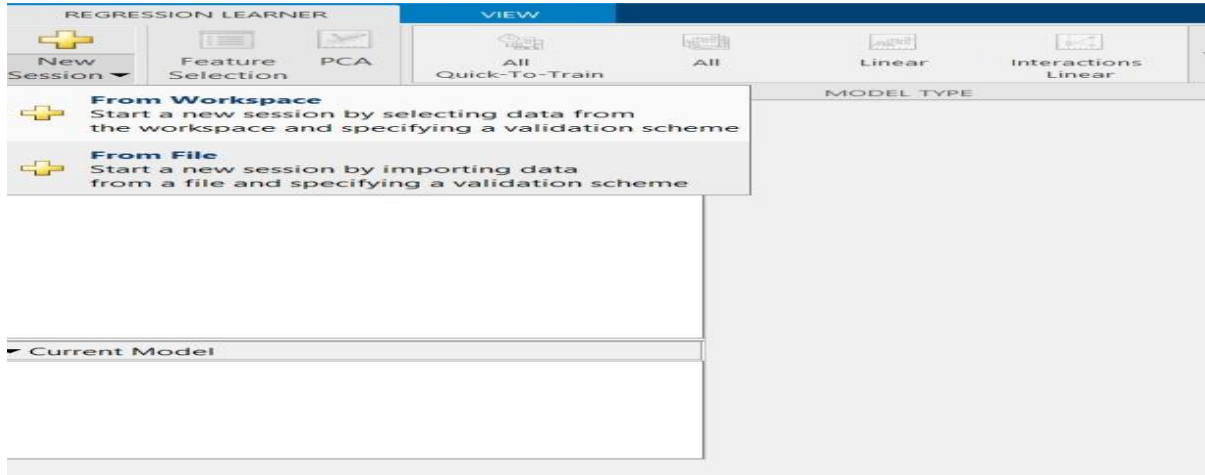 REGRESSION LEARNER
VIEW
New
Session
Feature
Selection
PCA
All
Quick-To-Train
All
Linear
Interactions
Linear
MODEL TYPE
From Workspace
Start a new session by selecting data from
the workspace and specifying a validation scheme
From File
Start a new session by importing data
from a file and specifying a validation scheme
Current Model